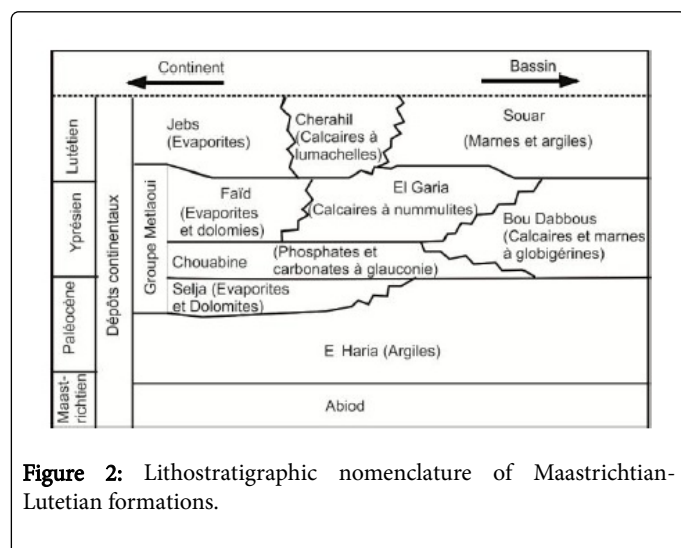 Continent
Bassin
Lutétien
Yprésien
Paléocène
Maast-
richtien
Dépôts continentaux
Groupe Metlaoui
Jebs
(Evaporites)
Cherahil
(Calcaires à
lumachelles)
Souar
(Marnes et argiles)
Faïd
(Evaporites
et dolomies)
El Garia
(Calcaires à nummulites)
Bou Dabbous
(Calcaires et marnes
à globigérines)
Chouabine
(Phosphates et
carbonates à glauconie)
Selja (Evaporites
et Dolomites)
E Haria (Argiles)
Abiod
Figure 2: Lithostratigraphic nomenclature of Maastrichtian-
Lutetian formations.